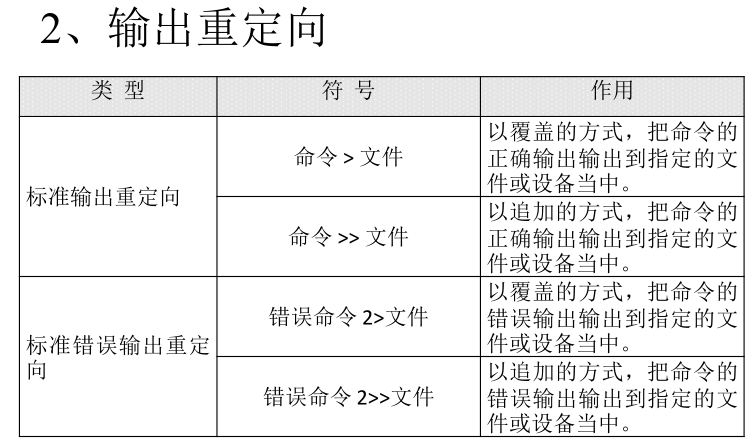 2、输出重定向
类 型
符 号
作用
标准输出重定向
命令 > 文件
以覆盖的方式，把命令的
正确输出输出到指定的文
件或设备当中。
命令 >> 文件
以追加的方式，把命令的
正确输出输出到指定的文
件或设备当中。
标准错误输出重定
向
错误命令 2>文件
以覆盖的方式，把命令的
错误输出输出到指定的文
件或设备当中。
错误命令 2>>文件
以追加的方式，把命令的
错误输出输出到指定的文
件或设备当中。